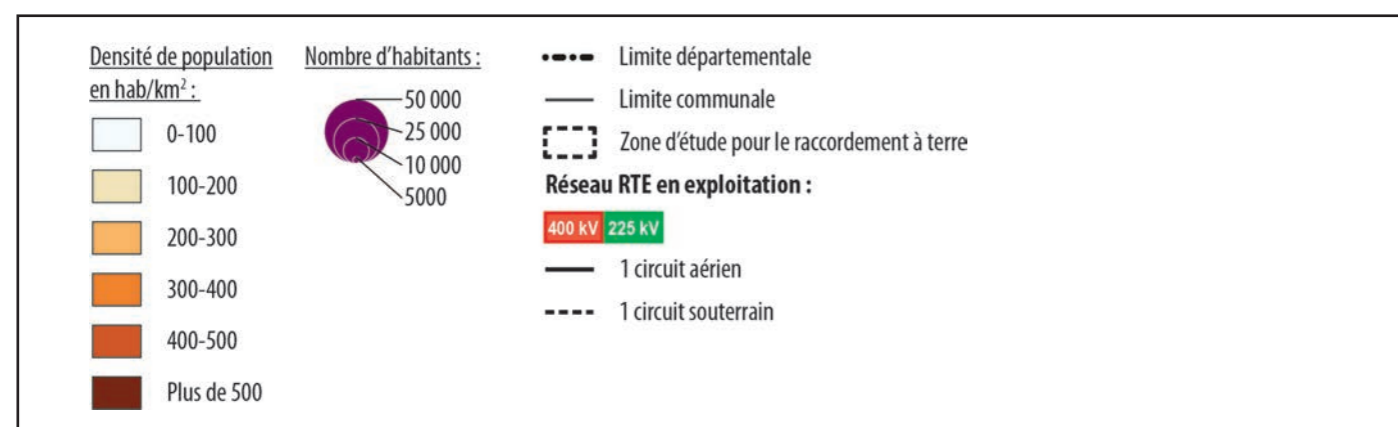 Densité de population
en hab/km² :
0-100
100-200
200-300
300-400
400-500
Plus de 500
Nombre d'habitants :
50 000
25 000
10 000
5000
Limite départementale
Limite communale
Zone d'étude pour le raccordement à terre
Réseau RTE en exploitation :
400 kV 225 kV
1 circuit aérien
1 circuit souterrain